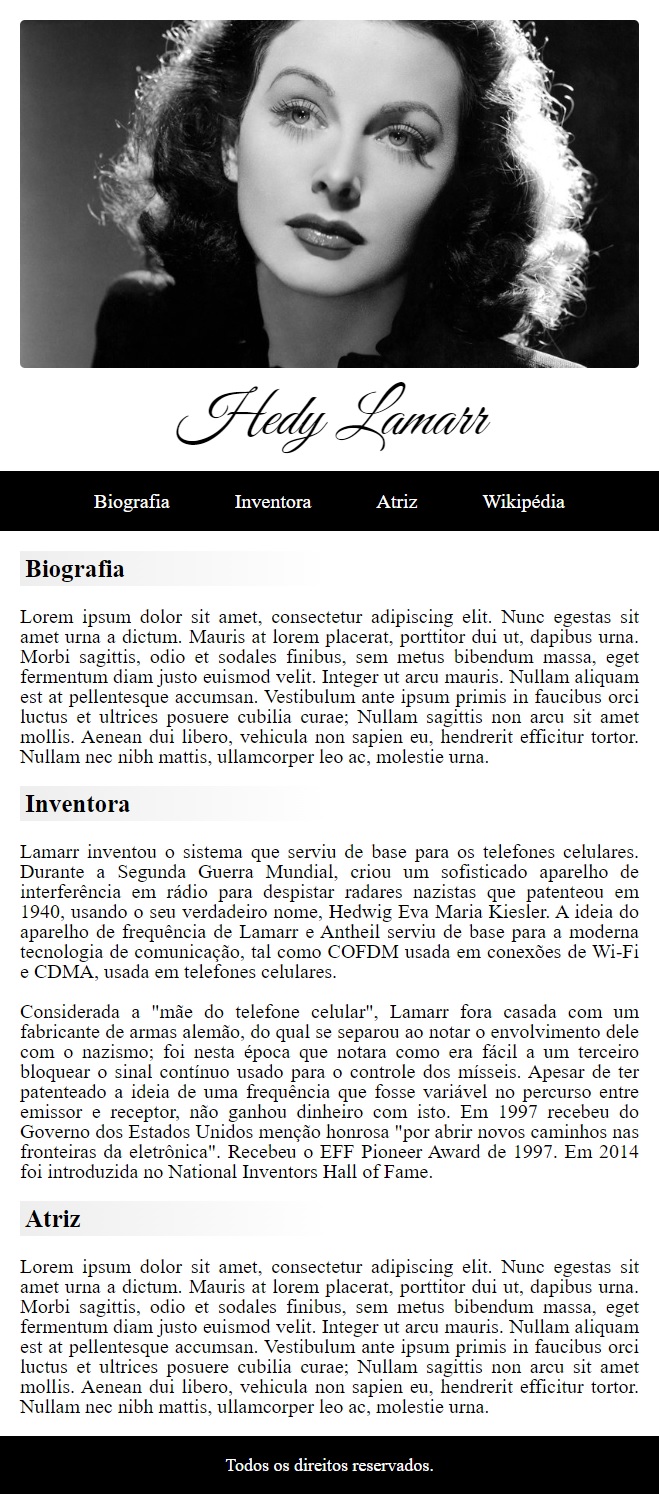 Hedy Lamarr
Biografia Inventora Atriz Wikipédia
Biografia
Lorem ipsum dolor sit amet, consectetur adipiscing elit. Nunc egestas sit
amet urna a dictum. Mauris at lorem placerat, porttitor dui ut, dapibus urna.
Morbi sagittis, odio et sodales finibus, sem metus bibendum massa, eget
fermentum diam justo euismod velit. Integer ut arcu mauris. Nullam aliquam
est at pellentesque accumsan. Vestibulum ante ipsum primis in faucibus orci
luctus et ultrices posuere cubilia curae; Nullam sagittis non arcu sit amet
mollis. Aenean dui libero, vehicula non sapien eu, hendrerit efficitur tortor.
Nullam nec nibh mattis, ullamcorper leo ac, molestie urna.
Inventora
Lamarr inventou o sistema que serviu de base para os telefones celulares.
Durante a Segunda Guerra Mundial, criou um sofisticado aparelho de
interferência em rádio para despistar radares nazistas que patenteou em
1940, usando o seu verdadeiro nome, Hedwig Eva Maria Kiesler. A ideia do
aparelho de frequência de Lamarr e Antheil serviu de base para a moderna
tecnologia de comunicação, tal como COFDM usada em conexões de Wi-Fi
e CDMA, usada em telefones celulares.
Considerada a "mãe do telefone celular", Lamarr fora casada com um
fabricante de armas alemão, do qual se separou ao notar o envolvimento dele
com o nazismo; foi nesta época que notara como era fácil a um terceiro
bloquear o sinal contínuo usado para o controle dos mísseis. Apesar de ter
patenteado a ideia de uma frequência que fosse variável no percurso entre
emissor e receptor, não ganhou dinheiro com isto. Em 1997 recebeu do
Governo dos Estados Unidos menção honrosa "por abrir novos caminhos nas
fronteiras da eletrônica". Recebeu o EFF Pioneer Award de 1997. Em 2014
foi introduzida no National Inventors Hall of Fame.
Atriz
Lorem ipsum dolor sit amet, consectetur adipiscing elit. Nunc egestas sit
amet urna a dictum. Mauris at lorem placerat, porttitor dui ut, dapibus urna.
Morbi sagittis, odio et sodales finibus, sem metus bibendum massa, eget
fermentum diam justo euismod velit. Integer ut arcu mauris. Nullam aliquam
est at pellentesque accumsan. Vestibulum ante ipsum primis in faucibus orci
luctus et ultrices posuere cubilia curae; Nullam sagittis non arcu sit amet
mollis. Aenean dui libero, vehicula non sapien eu, hendrerit efficitur tortor.
Nullam nec nibh mattis, ullamcorper leo ac, molestie urna.
Todos os direitos reservados.